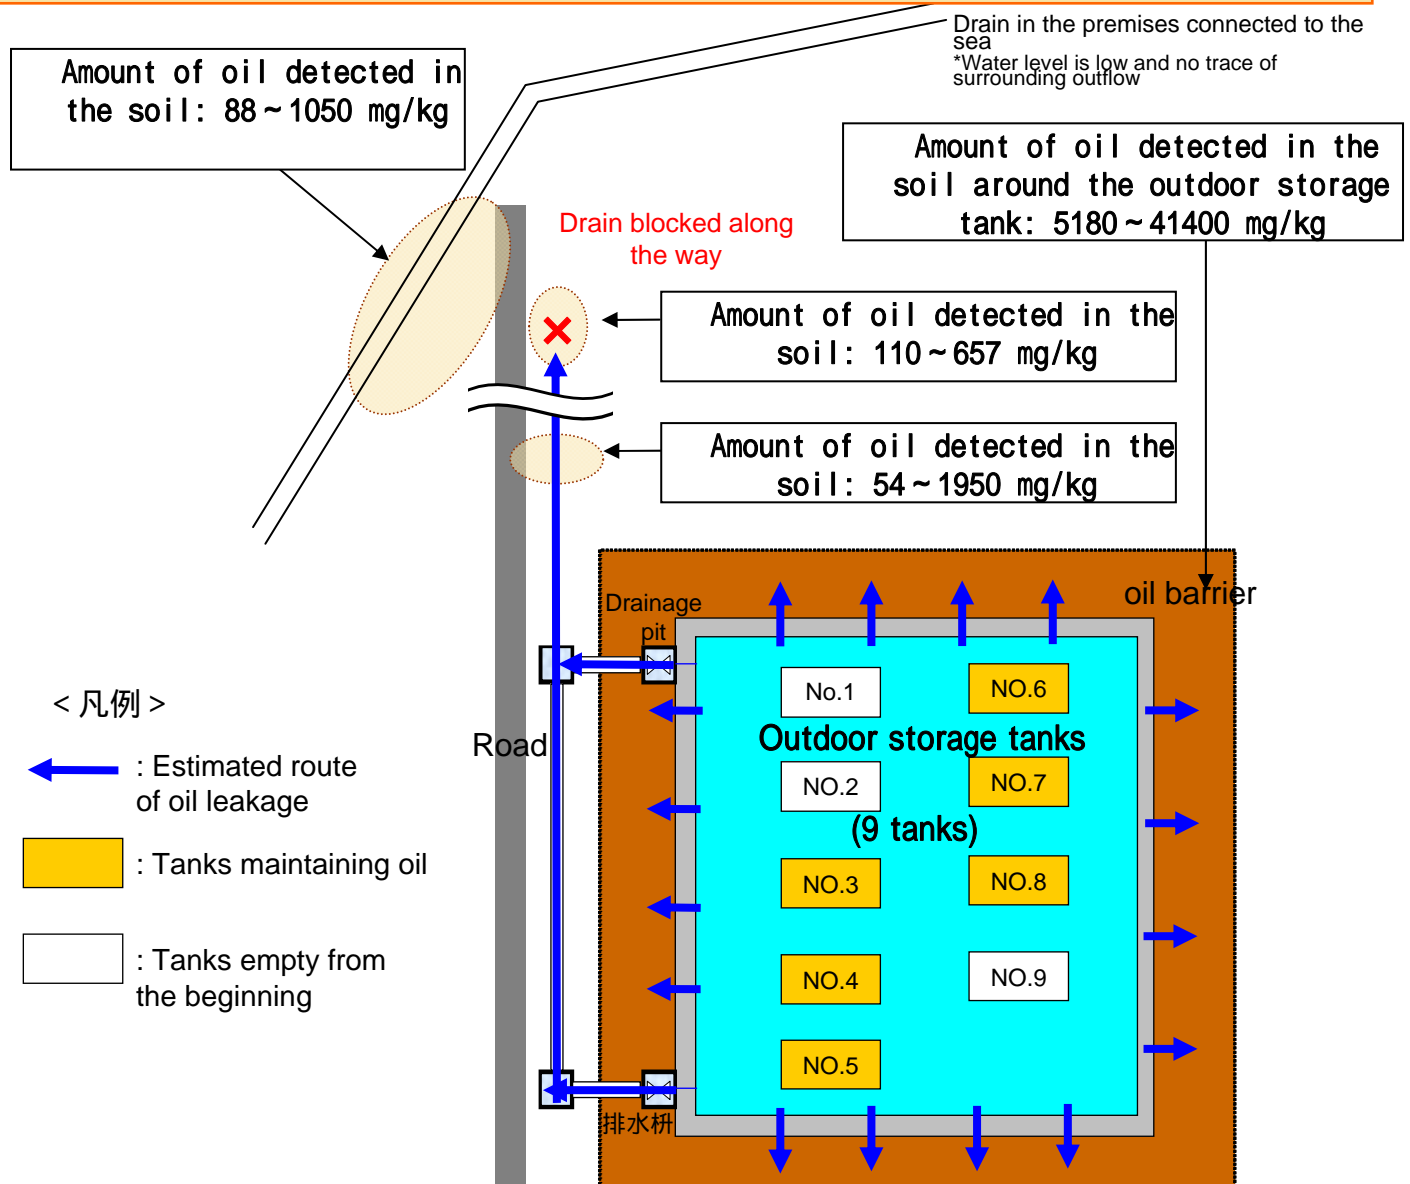 Drain in the premises connected to the
sea
*Water level is low and no trace of
surrounding outflow
Amount of oil detected in
the soil: 88~1050 mg/kg
Amount of oil detected in the
soil around the outdoor storage
tank: 5180~41400 mg/kg
Drain blocked along
the way
Amount of oil detected in the
soil: 110~657 mg/kg
Amount of oil detected in the
soil: 54~1950 mg/kg
oil barrier
Drainage
pit
No.1
NO.6
Outdoor storage tanks
NO.2
NO.7
(9 tanks)
NO.3
NO.8
NO.4
NO.9
NO.5
排水枡
Road
<凡例>
: Estimated route
of oil leakage
: Tanks maintaining oil
: Tanks empty from
the beginning